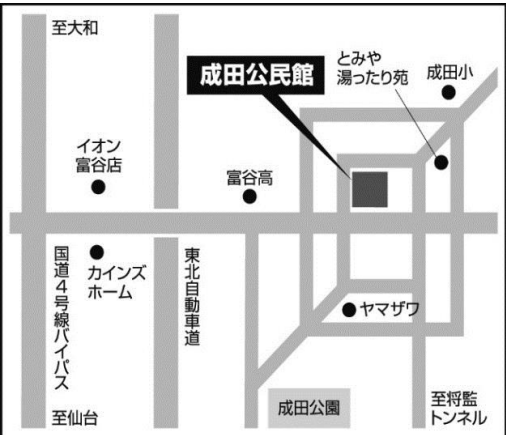 至大和
成田公民館
とみや
湯ったり苑
成田小
イオン
富谷店
富谷高
国道4号線バイパス
カインズ
ホーム
東北自動車道
ヤマザワ
至仙台
成田公園
至将監
トンネル